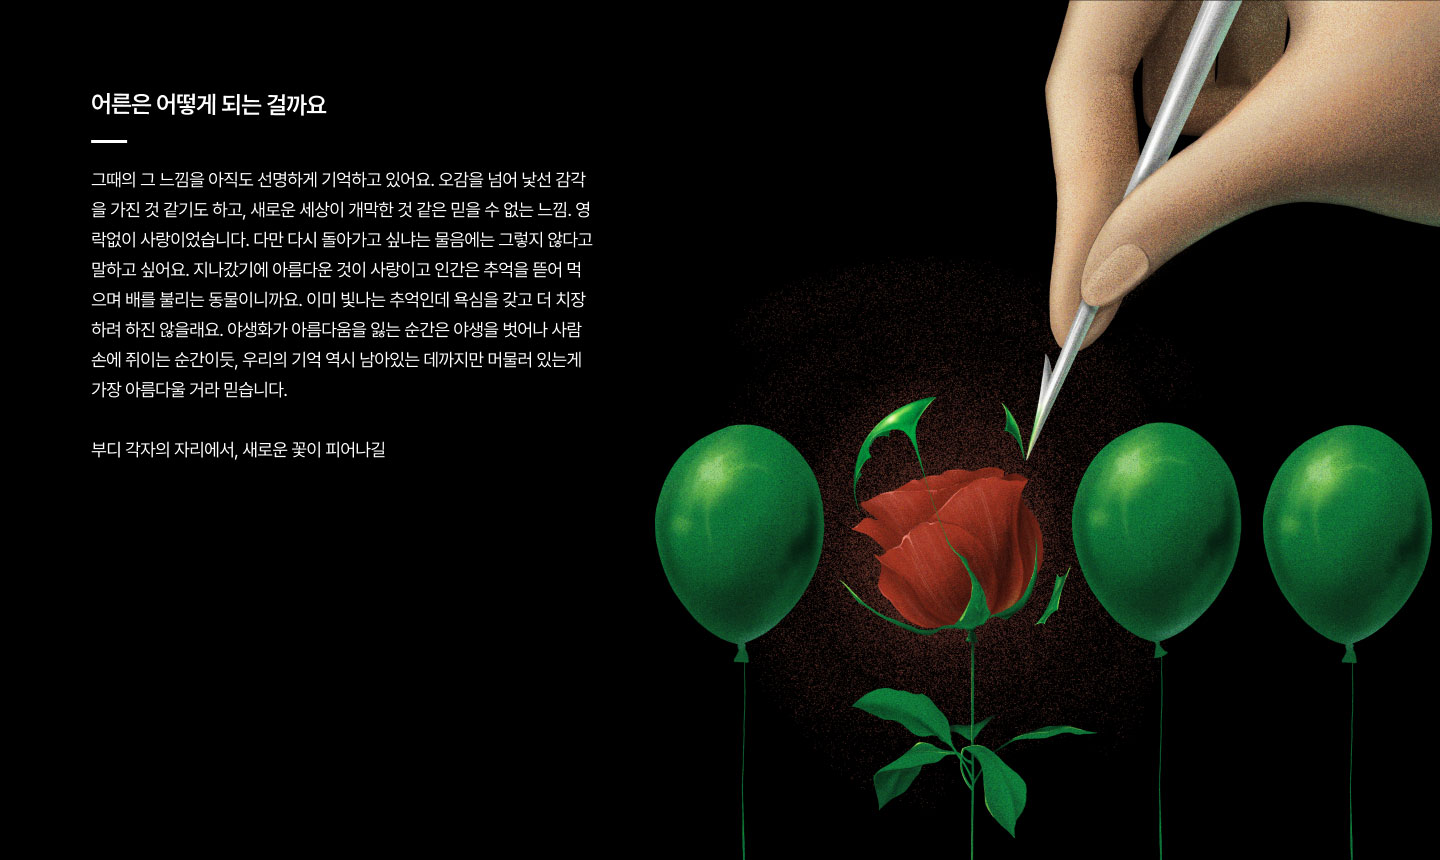 어른은 어떻게 되는 걸까요
그때의 그 느낌을 아직도 선명하게 기억하고 있어요. 오감을 넘어 낯선 감각
을 가진 것 같기도 하고, 새로운 세상이 개막한 것 같은 믿을 수 없는 느낌. 영
락없이 사랑이었습니다. 다만 다시 돌아가고 싶냐는 물음에는 그렇지 않다고
말하고 싶어요. 지나갔기에 아름다운 것이 사랑이고 인간은 추억을 뜯어 먹
으며 배를 불리는 동물이니까요. 이미 빛나는 추억인데 욕심을 갖고 더 치장
하려 하진 않을래요. 야생화가 아름다움을 잃는 순간은 야생을 벗어나 사람
손에 쥐이는 순간이듯, 우리의 기억 역시 남아있는 데까지만 머물러 있는게
가장 아름다울 거라 믿습니다.
부디 각자의 자리에서, 새로운 꽃이 피어나길